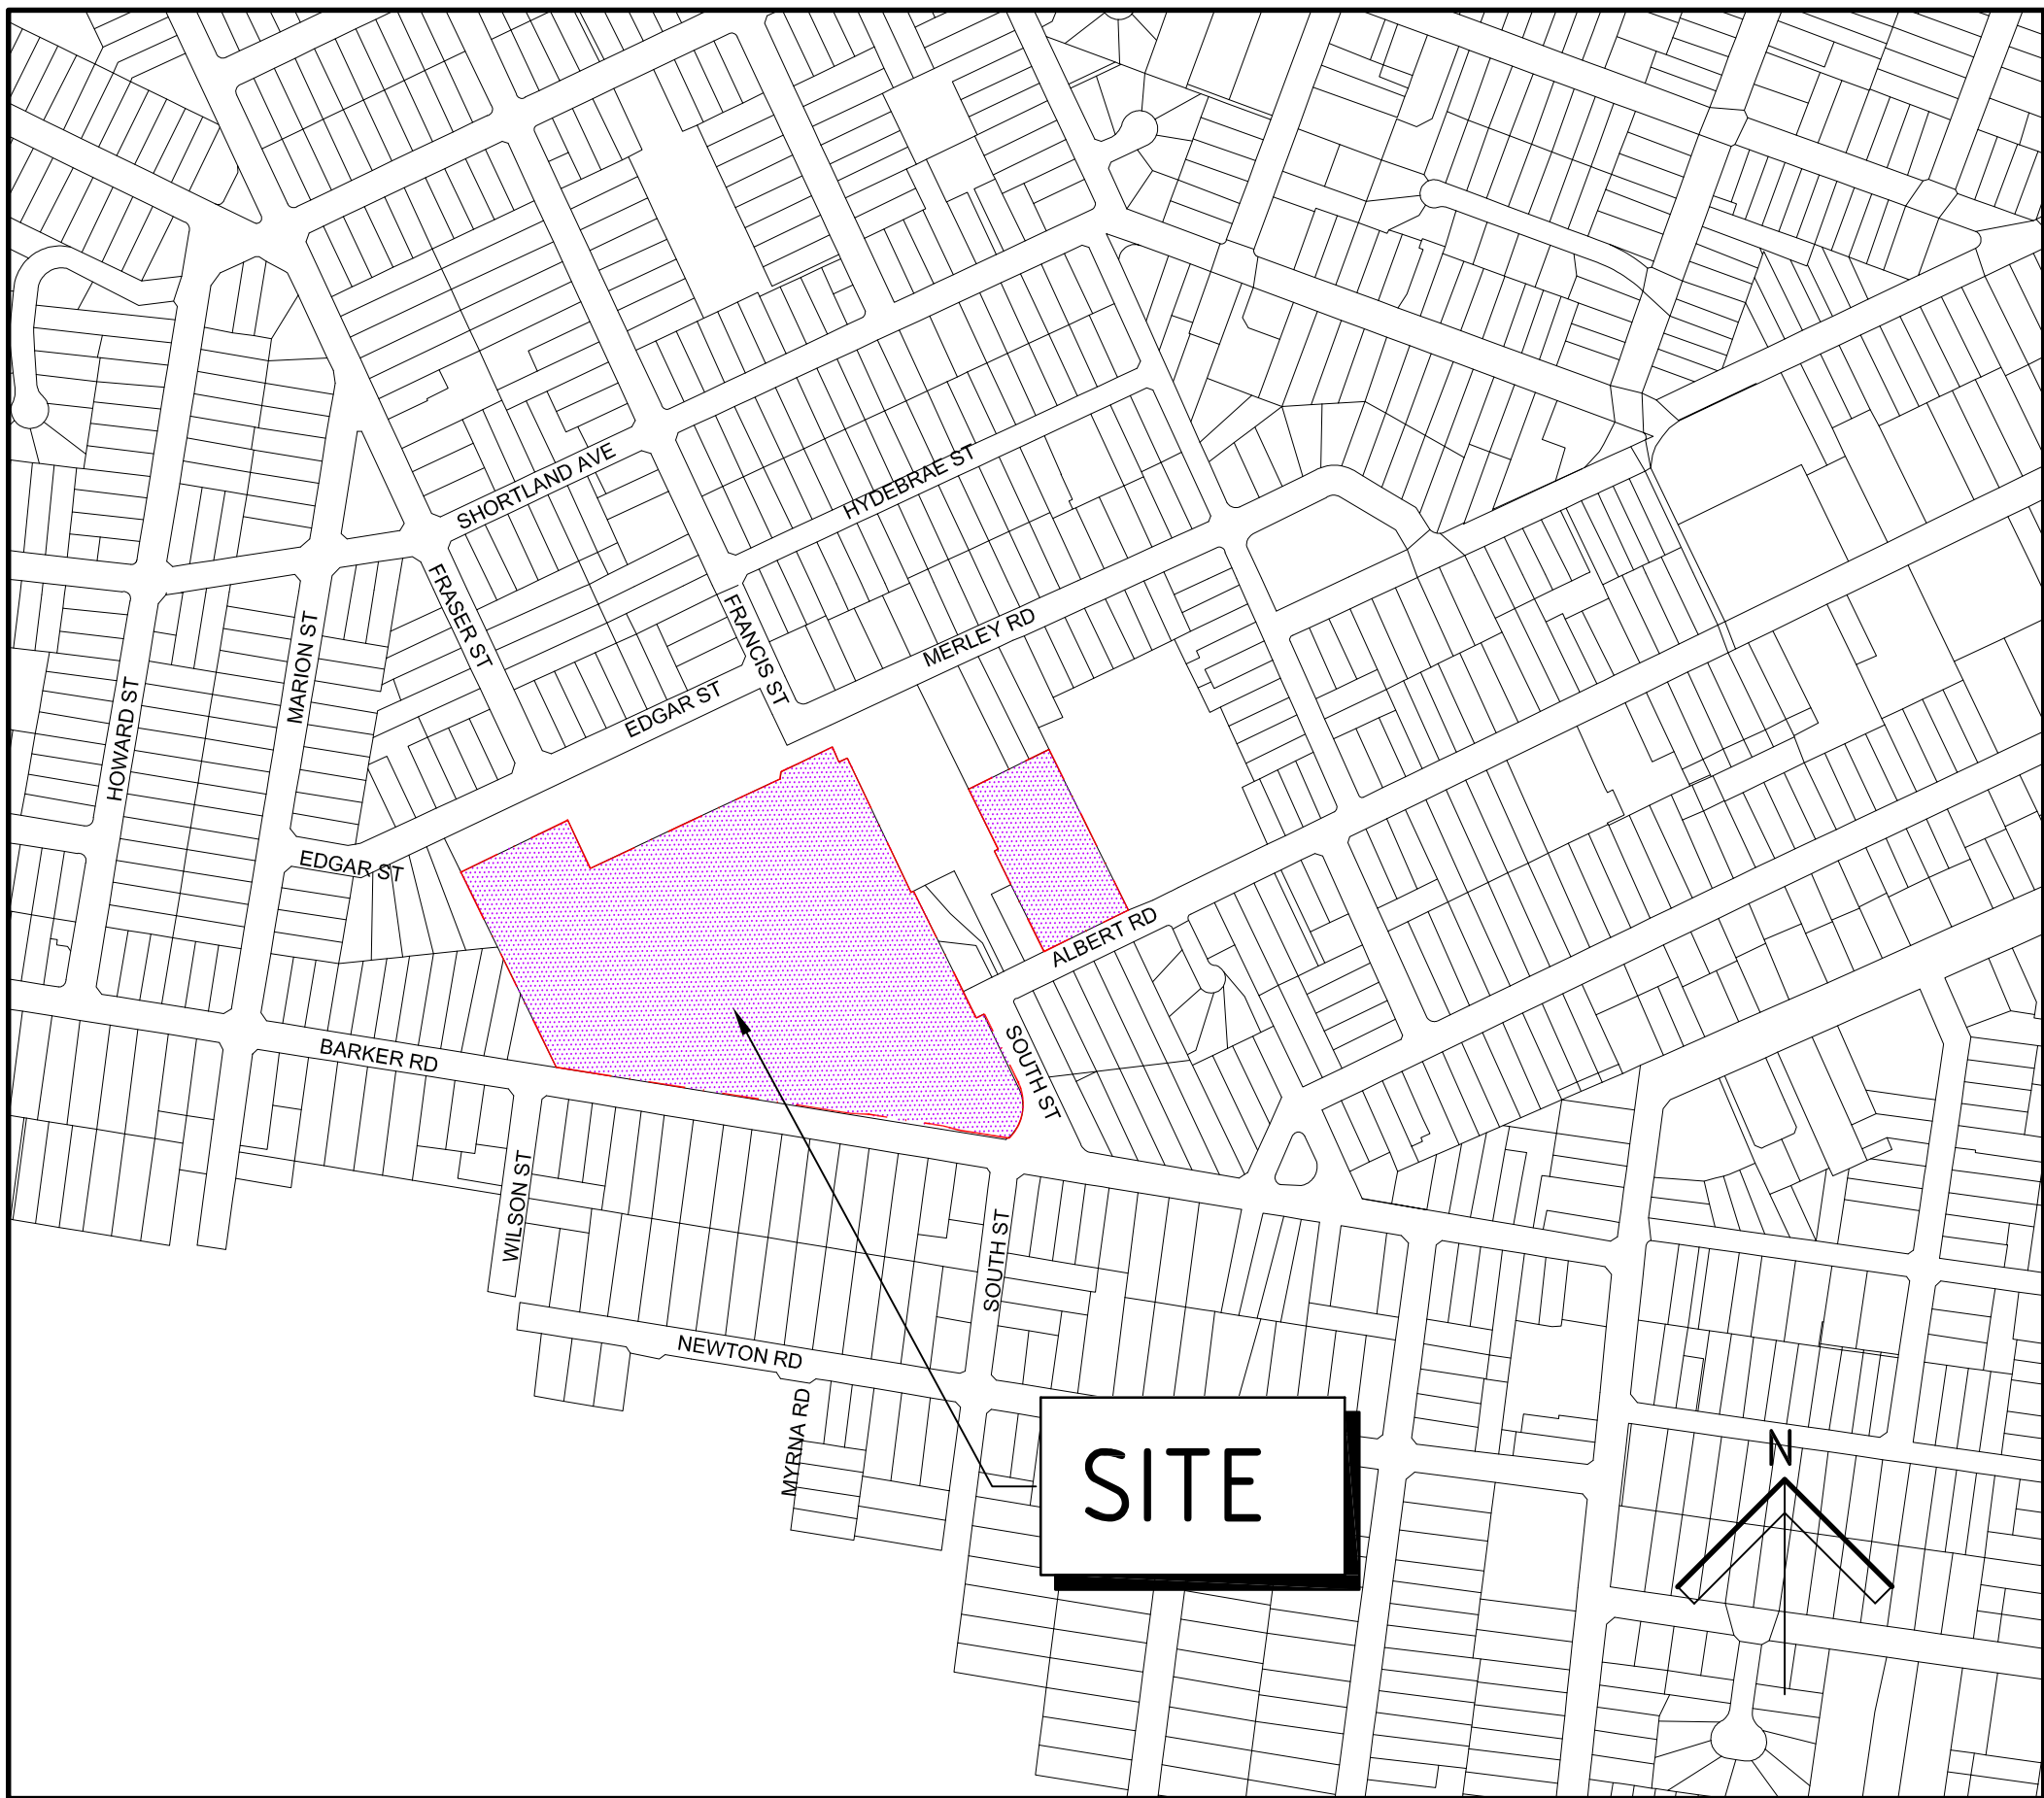 SHORTLAND AVE
HYDEBRAE ST
FRASER ST
FRANCIS ST
MERLEY RD
MARION ST
HOWARD ST
EDGAR ST
EDGAR ST
ALBERT RD
BARKER RD
SOUTH ST
WILSON ST
SOUTH ST
NEWTON RD
MYRNA RD
SITE
N